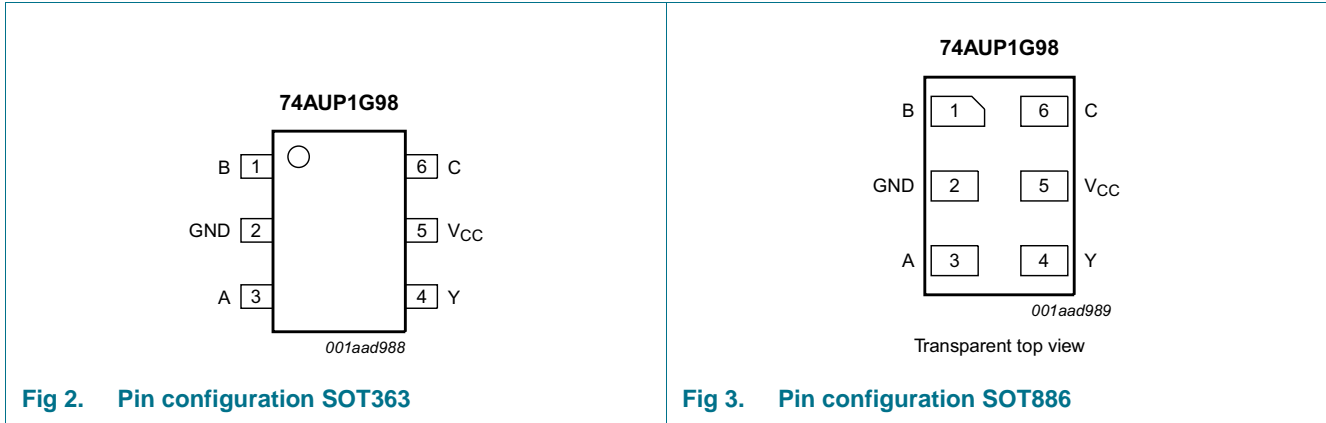 74AUP1G98
B 1
6 C
GND 2
5 VCC
A 3
4 Y
001aad988
Fig 2. Pin configuration SOT363
74AUP1G98
B 1
6 C
GND 2
5 VCC
A 3
4 Y
001aad989
Transparent top view
Fig 3. Pin configuration SOT886